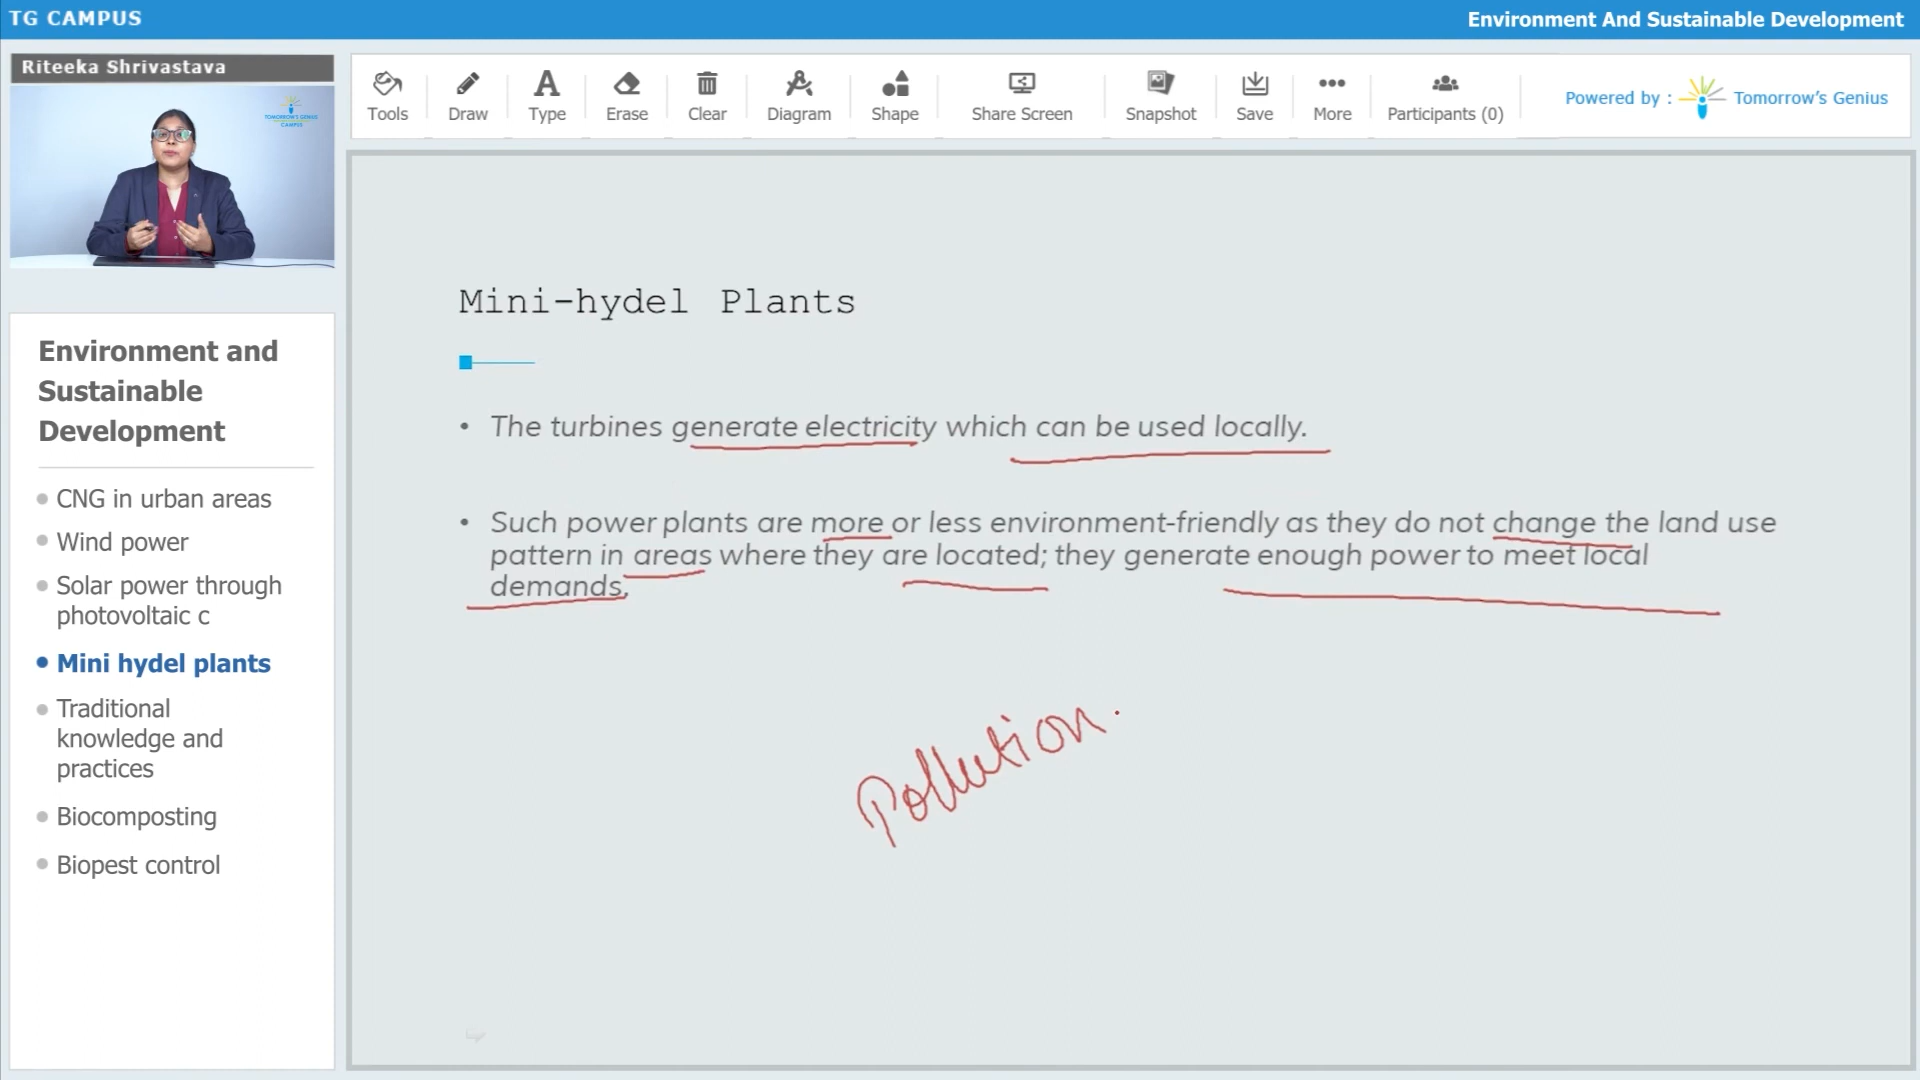 TG CAMPUS
Environment And Sustainable Development
Riteeka Shrivastava
TOMORROW'S GENIUS
CAMPUS
Tools
Draw
Type
Erase
Clear
Diagram
Shape
Share Screen
Snapshot
Save
More
Participants (0)
Powered by :
Tomorrow's Genius
Environment and
Sustainable
Development
CNG in urban areas
Wind power
Solar power through
photovoltaic c
Mini hydel plants
Traditional
knowledge and
practices
Biocomposting
Biopest control
Mini-hydel Plants
• The turbines generate electricity which can be used locally.
• Such power plants are more or less environment-friendly as they do not change the land use
pattern in areas where they are located; they generate enough power to meet local
demands,
Pollution.